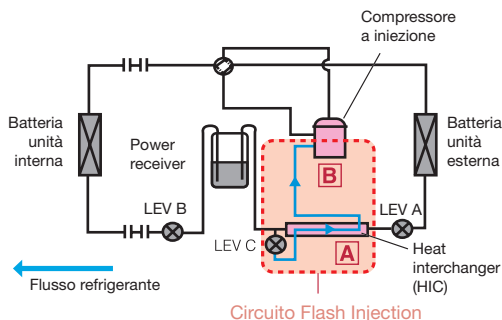 Compressore
a iniezione
Batteria
unità
interna
Power
receiver
Batteria
unità
esterna
B
LEV B
LEV A
LEV C
A
Heat
interchanger
(HIC)
Flusso refrigerante
Circuito Flash Injection